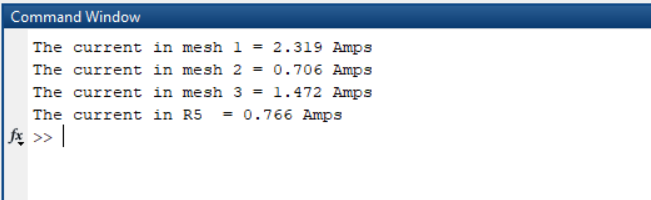 Command Window
The current in mesh 1 = 2.319 Amps
The current in mesh 2 = 0.706 Amps
The current in mesh 3 = 1.472 Amps
The current in R5  = 0.766 Amps
fx >>